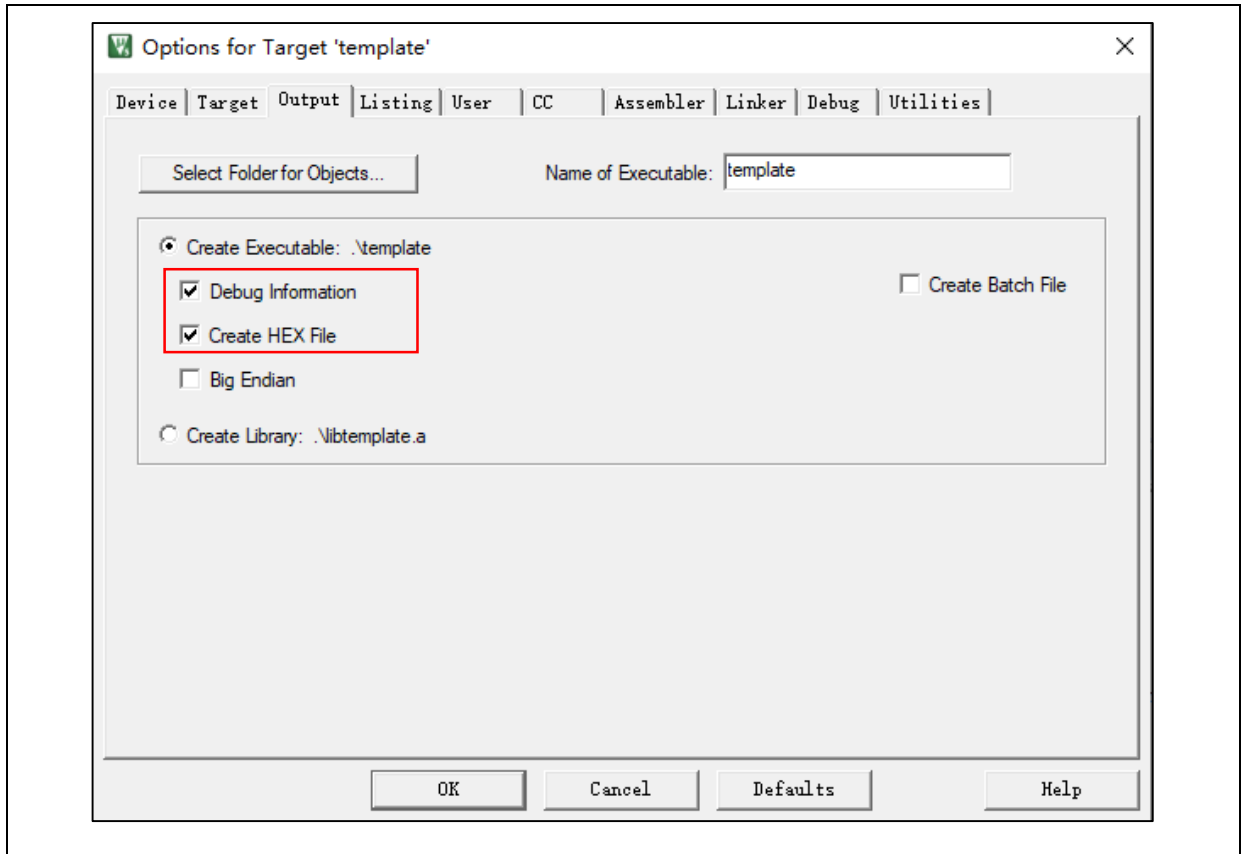 Options for Target 'template'
Device Target Output Listing User CC Assembler Linker Debug Utilities
Select Folder for Objects... Name of Executable: template
Create Executable: .\template
Debug Information Create Batch File
Create HEX File
Big Endian
Create Library: .\libtemplate.a
OK Cancel Defaults Help